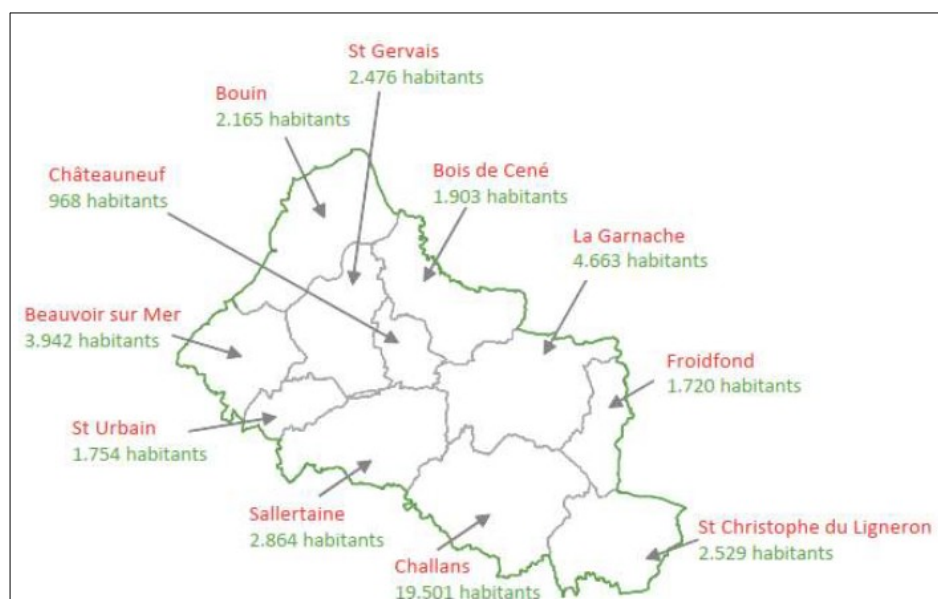 St Gervais
2.476 habitants
Bouin
2.165 habitants
Châteauneuf
968 habitants
Bois de Cené
1.903 habitants
La Garnache
4.663 habitants
Beauvoir sur Mer
3.942 habitants
Froidfond
1.720 habitants
St Urbain
1.754 habitants
Sallertaine
2.864 habitants
Challans
19.501 habitants
St Christophe du Ligneron
2.529 habitants